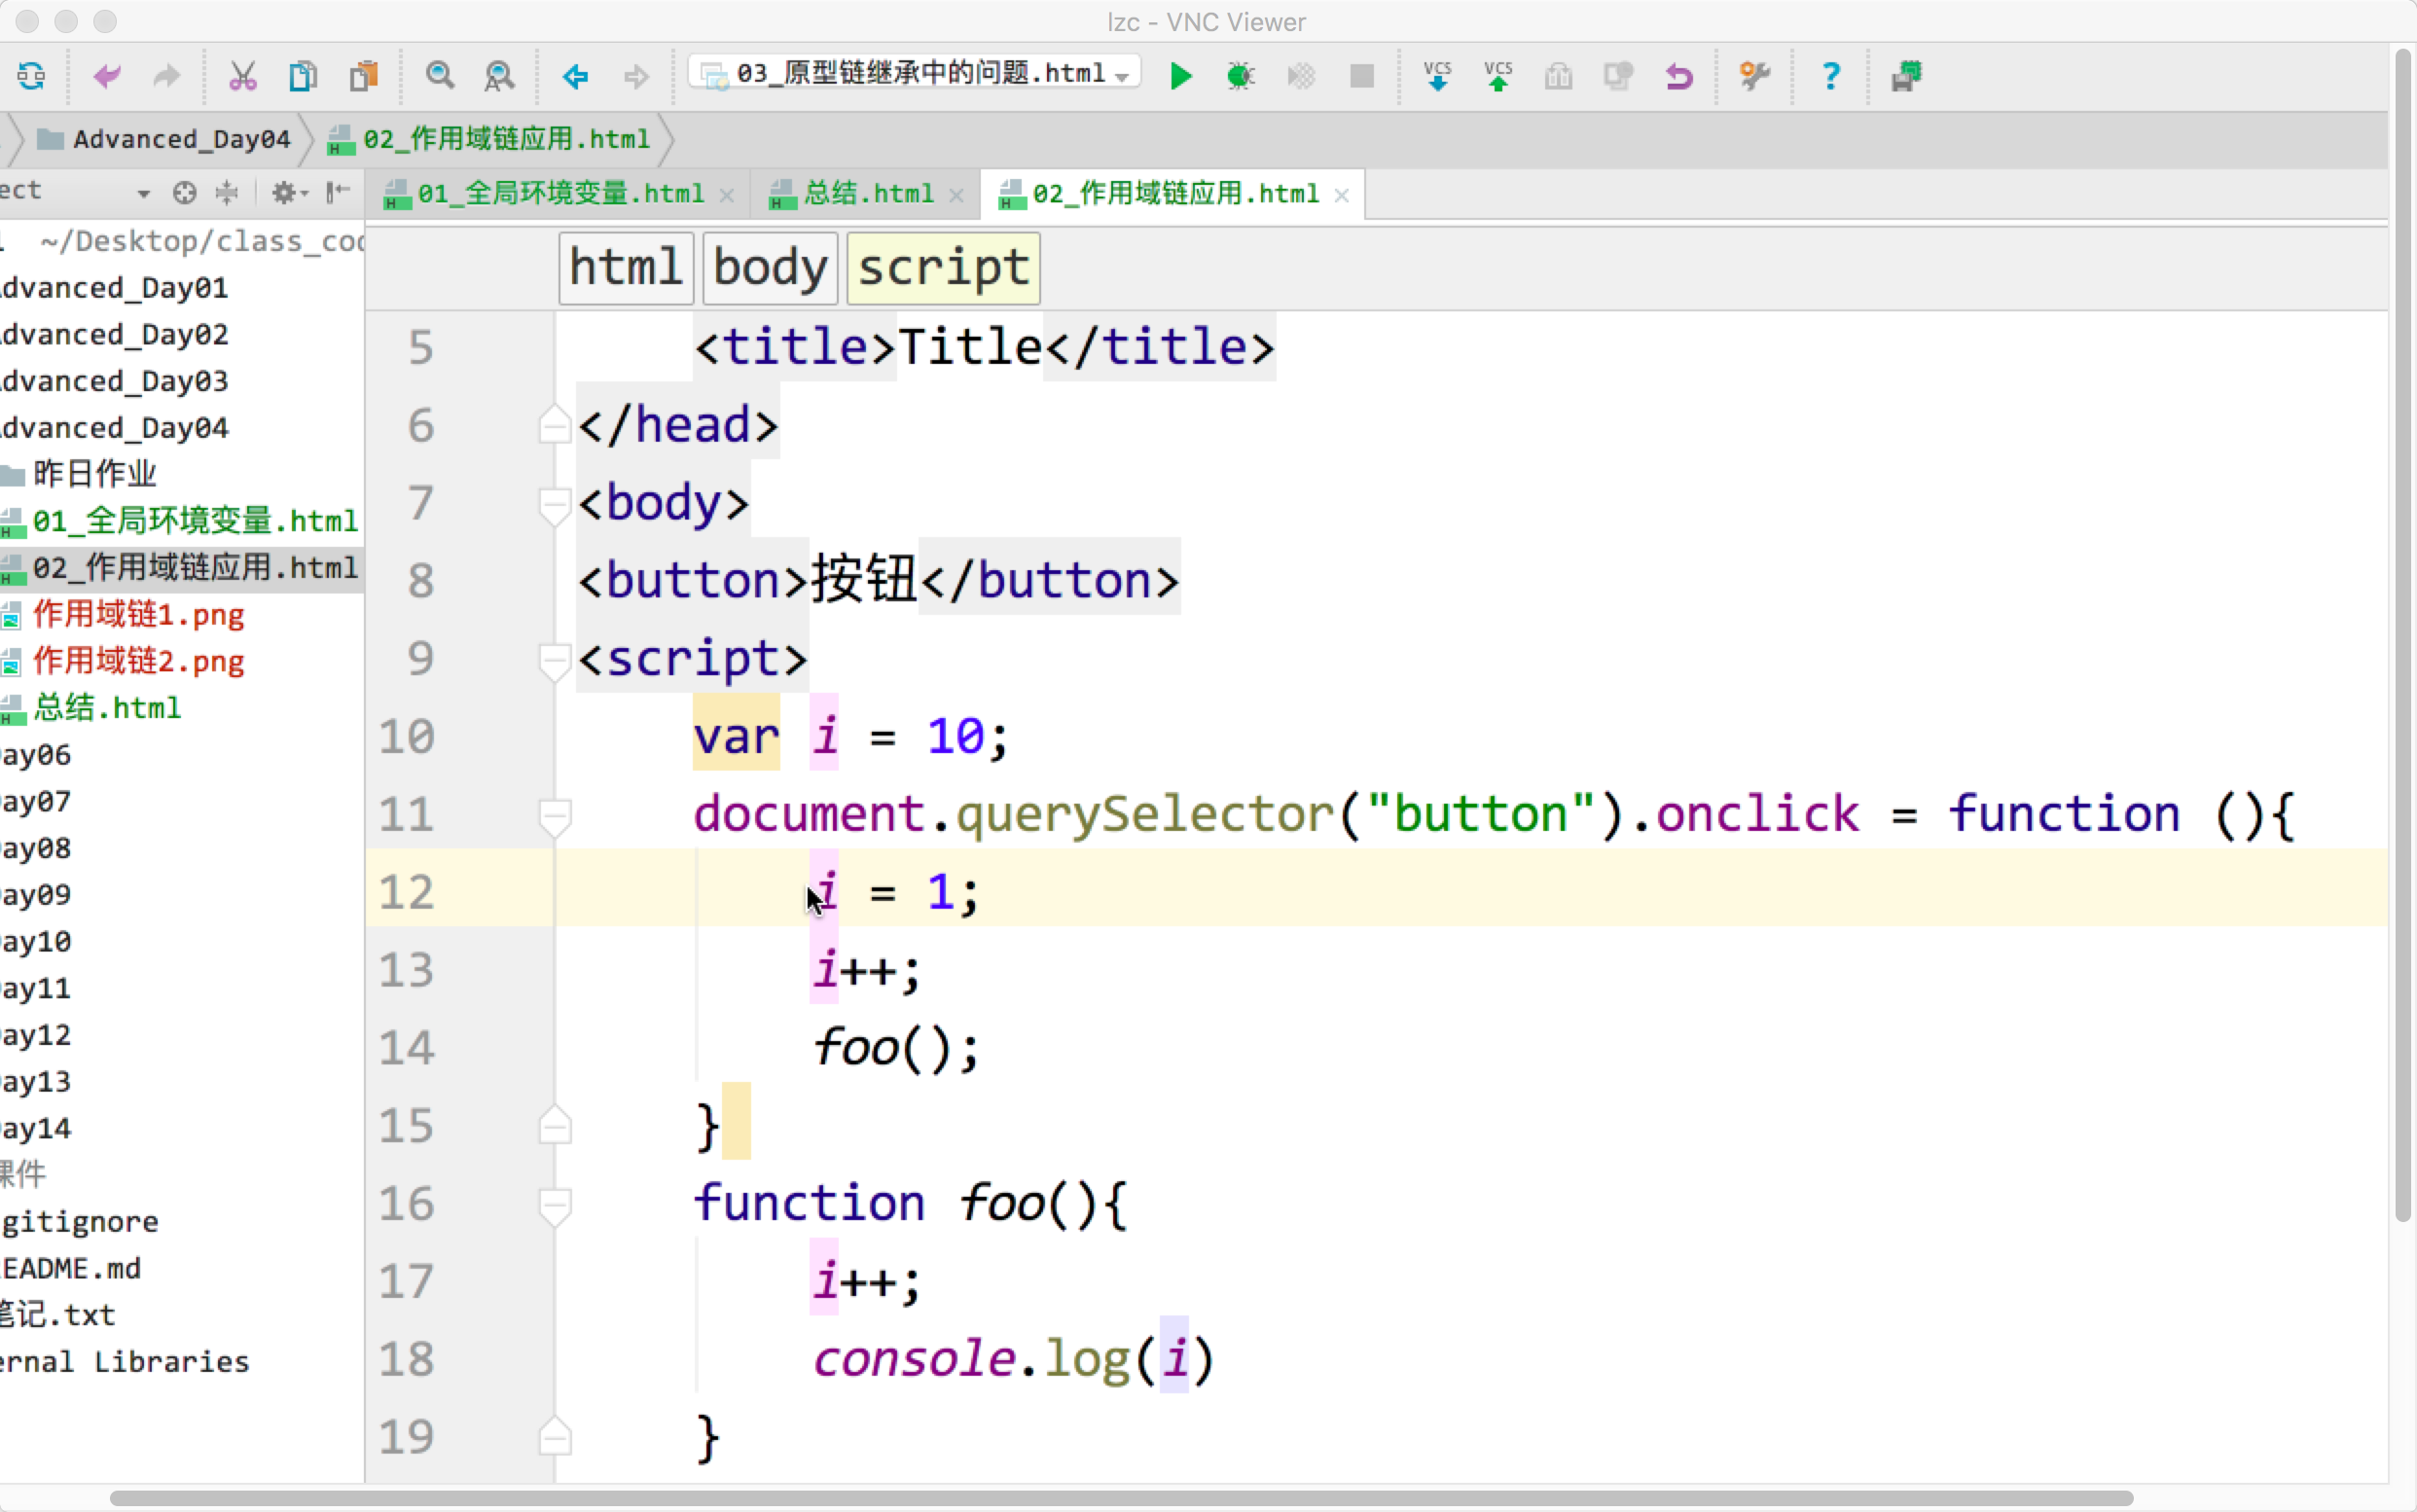 lzc - VNC Viewer
03_原型链继承中的问题.html
VCS
VCS
Advanced_Day04
02_作用域链应用.html
ect
01_全局环境变量.html
总结.html
02_作用域链应用.html
~/Desktop/class_coo
dvanced_Day01
dvanced_Day02
dvanced_Day03
dvanced_Day04
昨日作业
01_全局环境变量.html
02_作用域链应用.html
作用域链1.png
作用域链2.png
总结.html
ay06
ay07
ay08
ay09
ay10
ay11
ay12
ay13
ay14
课件
gitignore
EADME.md
笔记.txt
ernal Libraries
html body script
5 <title>Title</title>
6 </head>
7 <body>
8 <button>按钮</button>
9 <script>
10 var i = 10;
11 document.querySelector("button").onclick = function (){
12 i = 1;
13 i++;
14 foo();
15 }
16 function foo(){
17 i++;
18 console.log(i)
19 }